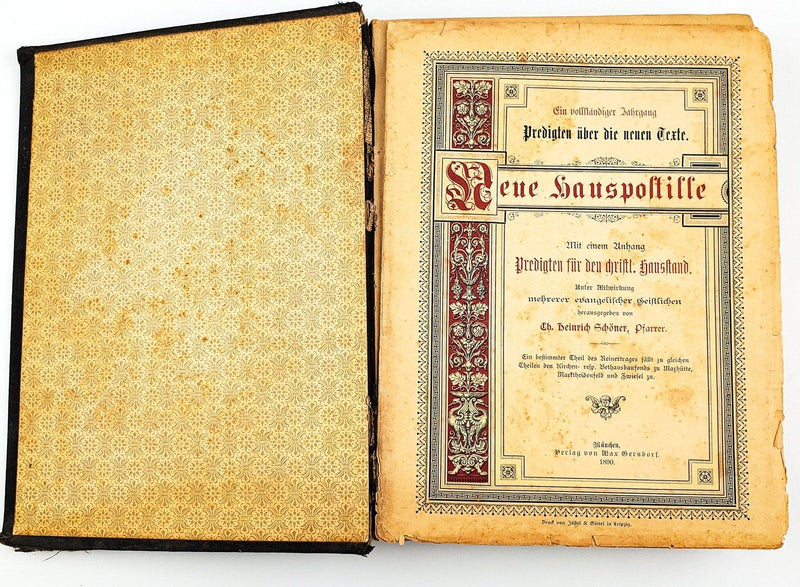 Ein vollständiger Jahrgang
Predigten über die neuen Texte.
Neue Hauspostille
Mit einem Anhang
Predigten für den christl: Hausstand.
Unter Mitwirkung
mehrerer evangelischer Geistlichen
herausgegeben von
Ch. Heinrich Schöner, Pfarrer.
Ein bestimmter Theil des Reinertrages fällt zu gleichen
Theilen den Kirchen- resp. Bethausbaufonds zu Maxhütte,
Marktheidenfeld und Zwiesel zu.
München,
Verlag von Max Gersdorf.
1890.
Druck von & in Leipzig.